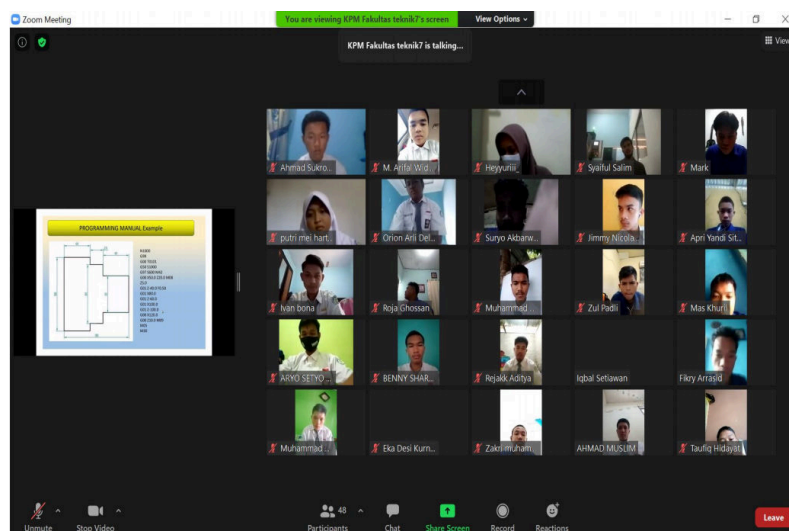 Zoom Meeting
You are viewing KPM Fakultas teknik7's screen
View Options
KPM Fakultas teknik7 is talking...
View
Ahmad Sukro...
M. Arifal Wid...
Heyyuriii
Syaiful Salim
Mark
putri mei hart...
Orion Arli Del...
Suryo Akbarw...
Jimmy Nicola...
Apri Yandi Sit...
PROGRAMMING MANUAL Example
Ivan bona
Roja Ghossan
Muhammad
Zul Padli
Mas Khuri
ARYO SETYO
BENNY SHAR...
Rejakk Aditya
Iqbal Setiawan
Fikry Arrasid
Muhammad
Eka Desi Kurn...
Zakri muham
AHMAD MUSLIM
Taufiq Hidayat
Unmute
Stop Video
48
Participants
Chat
Share Screen
Record
Reactions
Leave